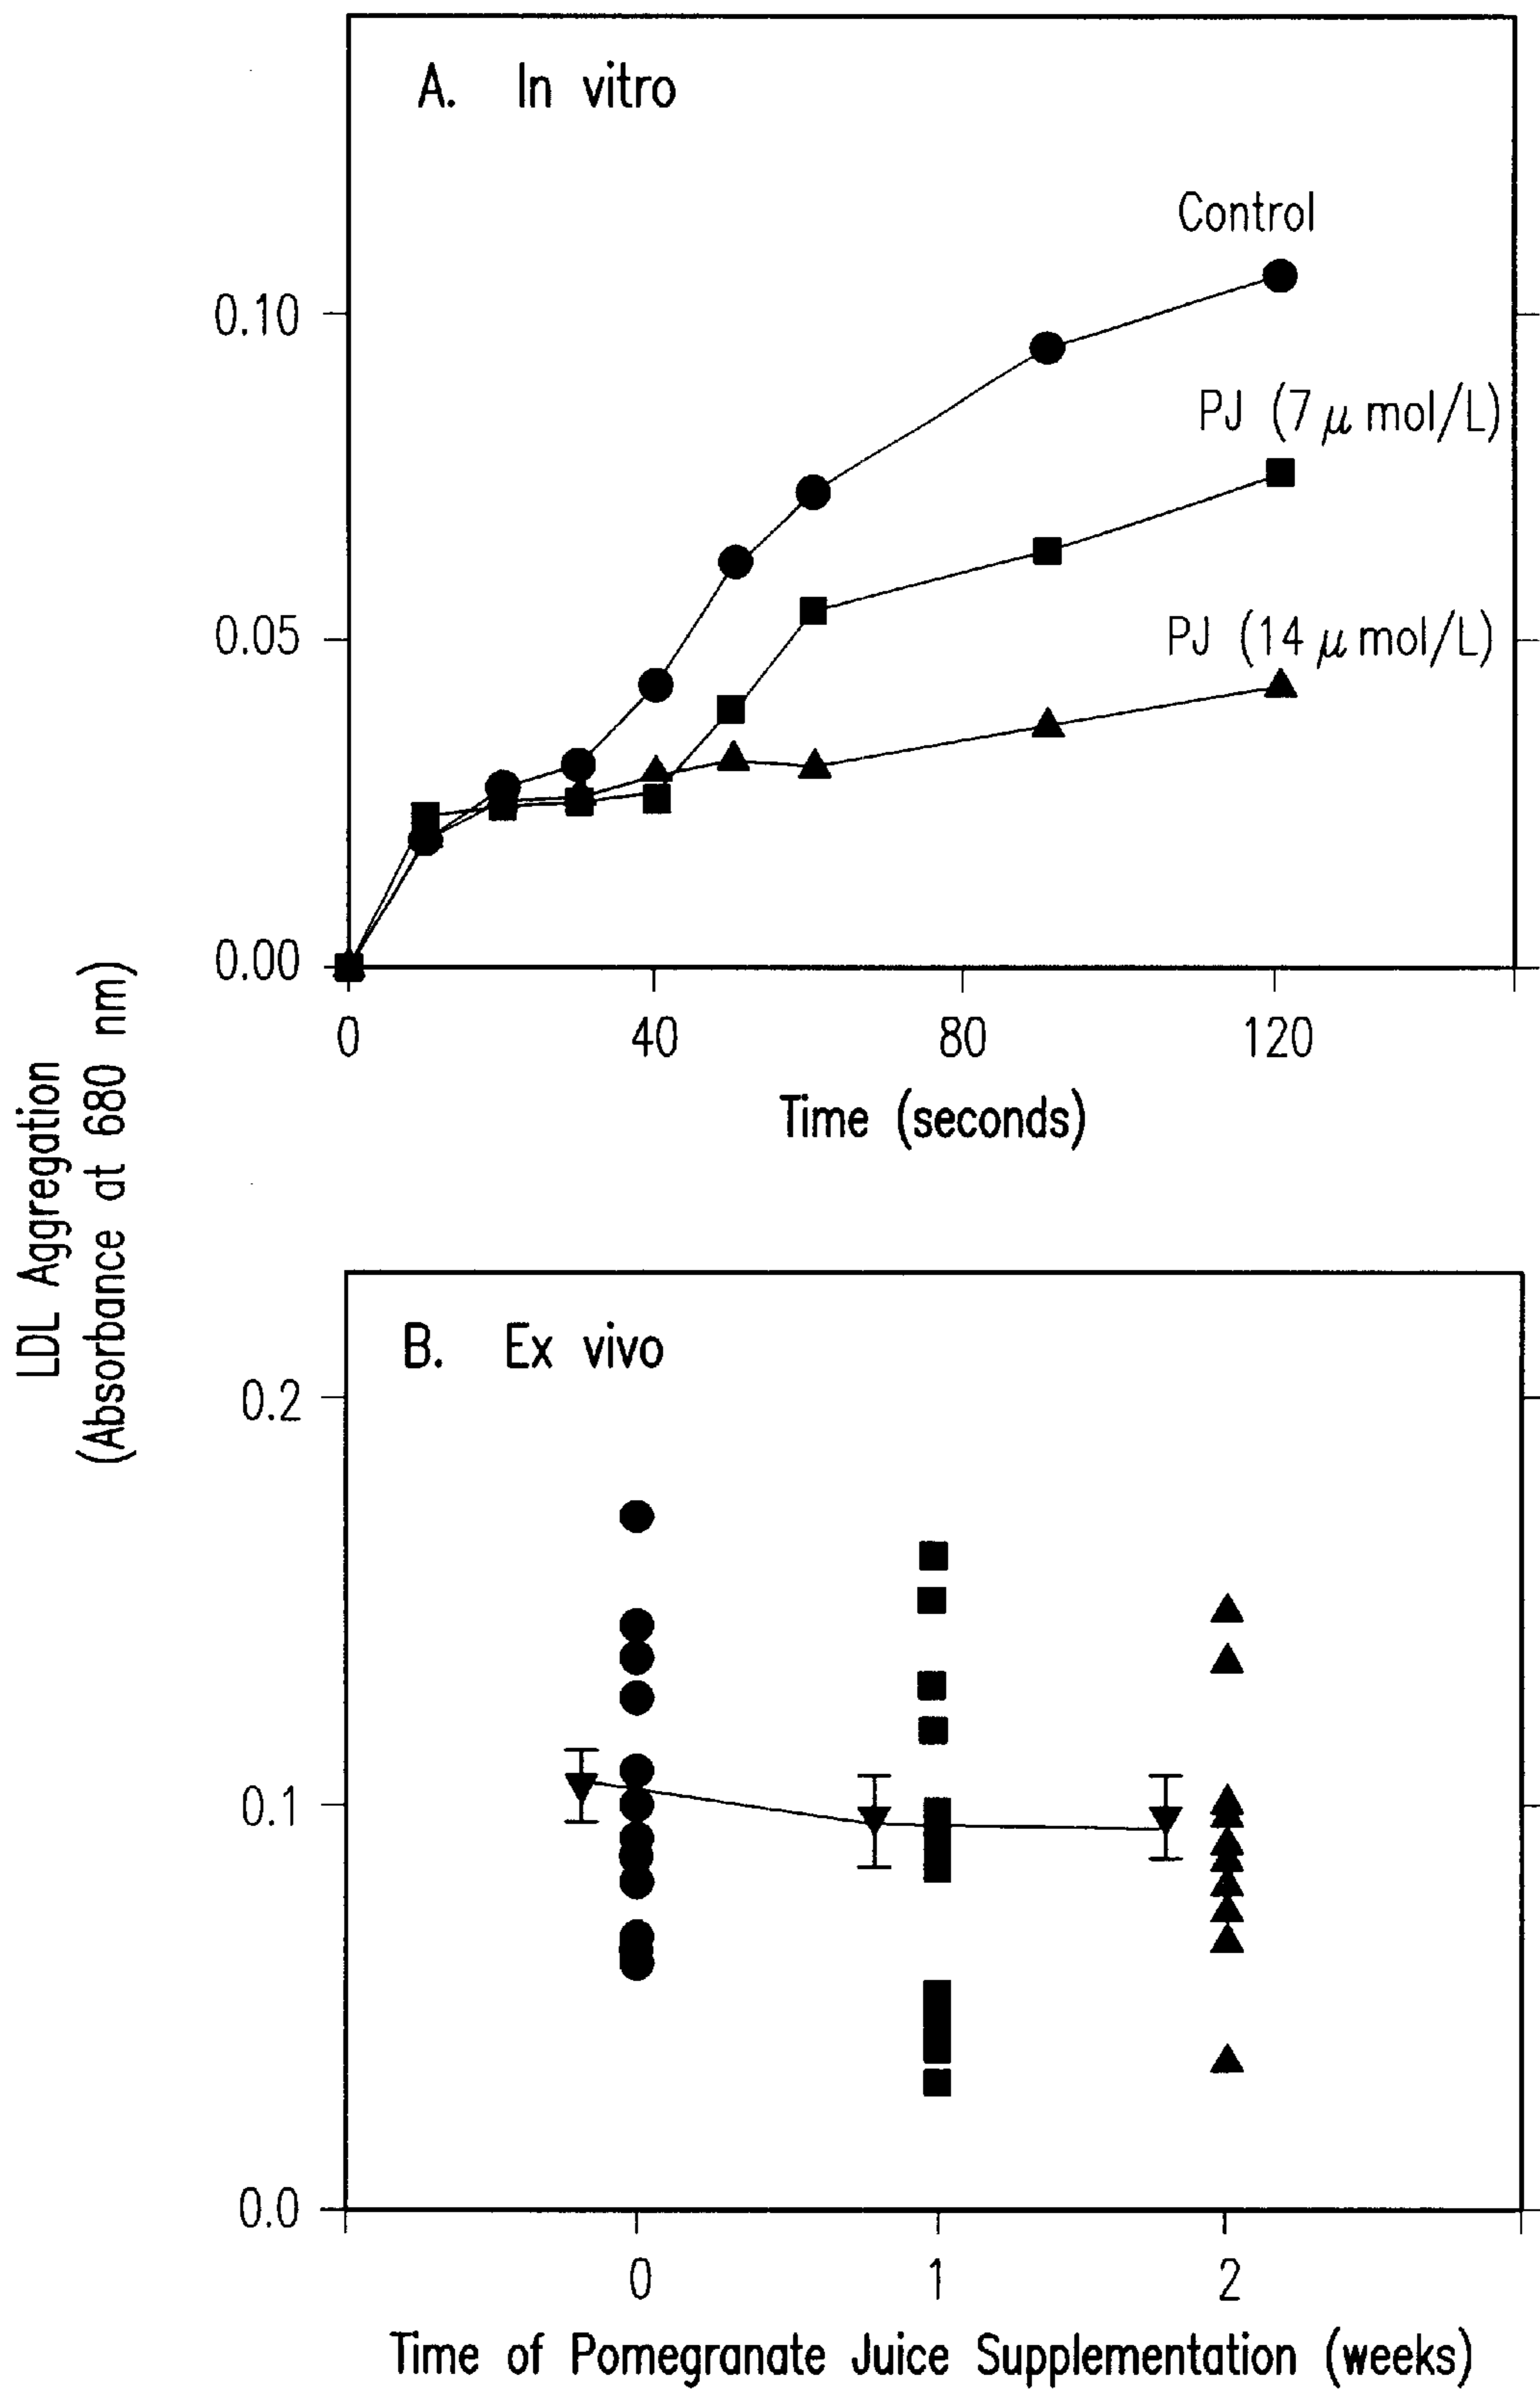 A. In vitro
Control
0.10
PJ (7 μ mol/L)
0.05
PJ (14 μ mol/L)
0.00
0 40 80 120
Time (seconds)
LDL Aggregation
(Absorbance at 680 nm)
B. Ex vivo
0.2
0.1
0.0
0 1 2
Time of Pomegranate Juice Supplementation (weeks)